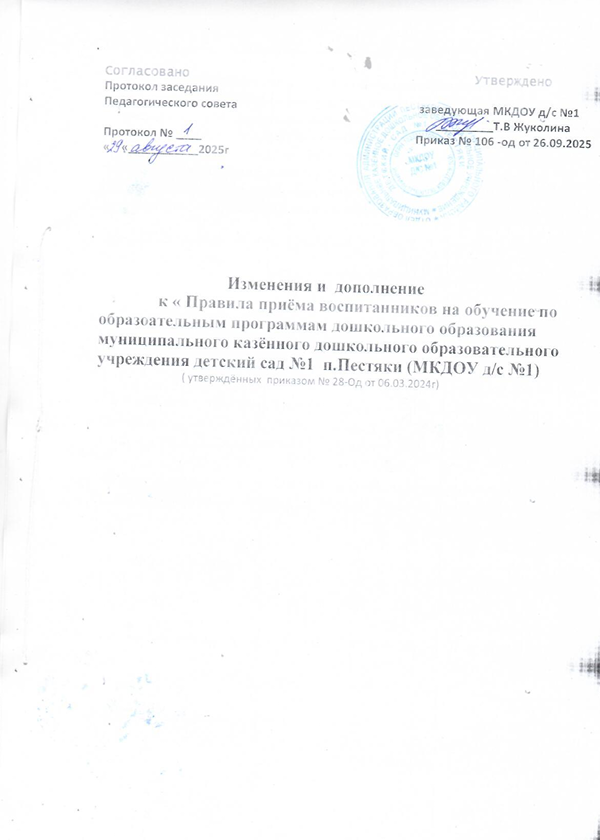 Согласовано
Протокол заседания
Педагогического совета
Протокол № 1
«29« августа 2025г
Утверждено
заведующая МКДОУ д/с №1
Т.В Жуколина
Приказ № 106 -од от 26.09.2025
Изменения и дополнение
к « Правила приёма воспитанников на обучение по
образоательным программам дошкольного образования
муниципального казённого дошкольного образовательного
учреждения детский сад №1 п.Пестяки (МКДОУ д/с №1)
( утверждённых приказом № 28-Од от 06.03.2024г)